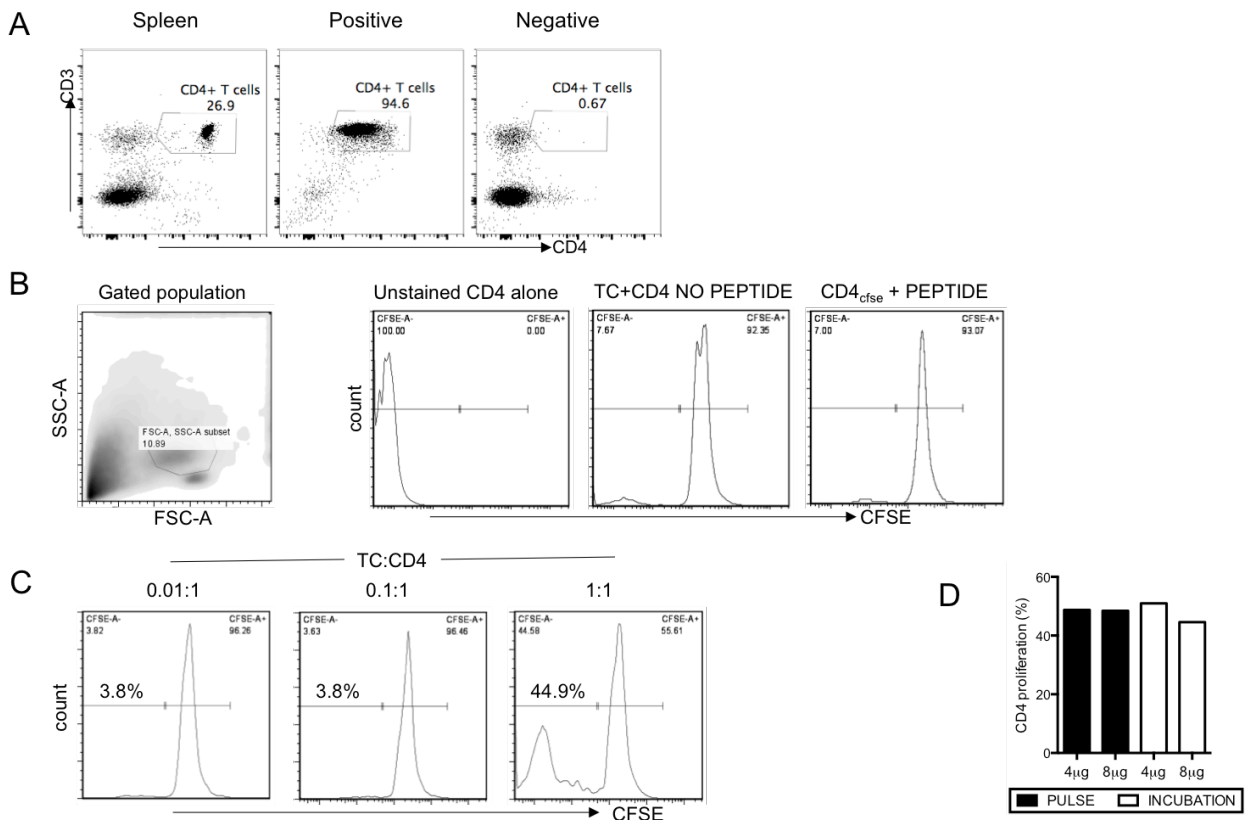 A
Spleen
Positive
Negative
CD3
CD4+ T cells
26.9
CD4+ T cells
94.6
CD4+ T cells
0.67
CD4
B
Gated population
Unstained CD4 alone
TC+CD4 NO PEPTIDE
CD4cfse + PEPTIDE
SSC-A
FSC-A, SSC-A subset
10.89
FSC-A
count
CFSE-A- CFSE-A+
100.00 0.00
CFSE-A- CFSE-A+
7.67 92.35
CFSE-A- CFSE-A+
7.00 93.07
CFSE
TC:CD4
C
0.01:1
0.1:1
1:1
count
CFSE-A- CFSE-A+
3.82 96.26
3.8%
CFSE-A- CFSE-A+
3.63 96.46
3.8%
CFSE-A- CFSE-A+
44.58 55.61
44.9%
CFSE
D
CD4 proliferation (%)
60
40
20
0
4µg 8µg 4µg 8µg
PULSE INCUBATION